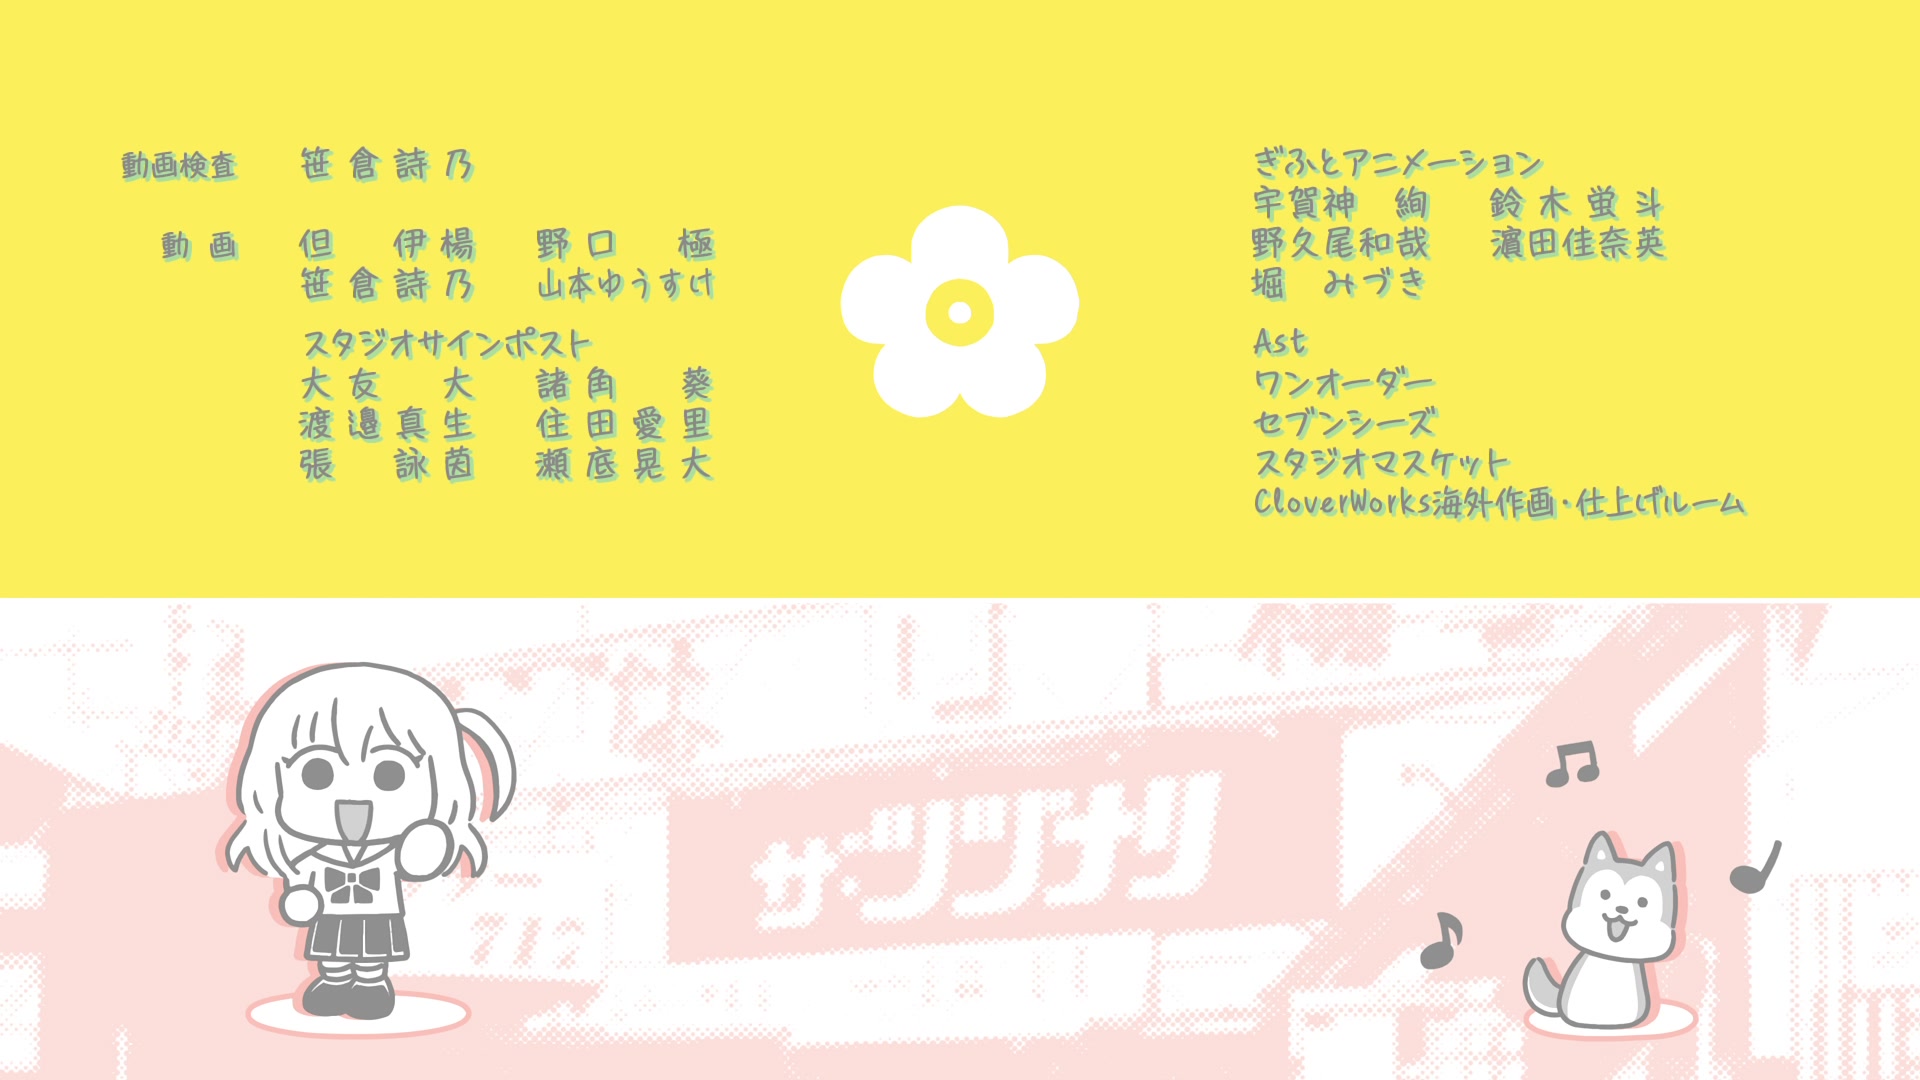 動画検査 笹倉詩乃
動画 但 伊楊 野口 極
笹倉詩乃 山本ゆうすけ
スタジオサインポスト
大友 大 諸角 葵
渡邉真生 住田愛里
張 詠茵 瀬底晃大
ぎふとアニメーション
宇賀神 絢 鈴木蛍斗
野久尾和哉 濵田佳奈英
堀 みづき
Ast
ワンオーダー
セブンシーズ
スタジオマスケット
CloverWorks海外作画・仕上げルーム
ザ・ツツナリ